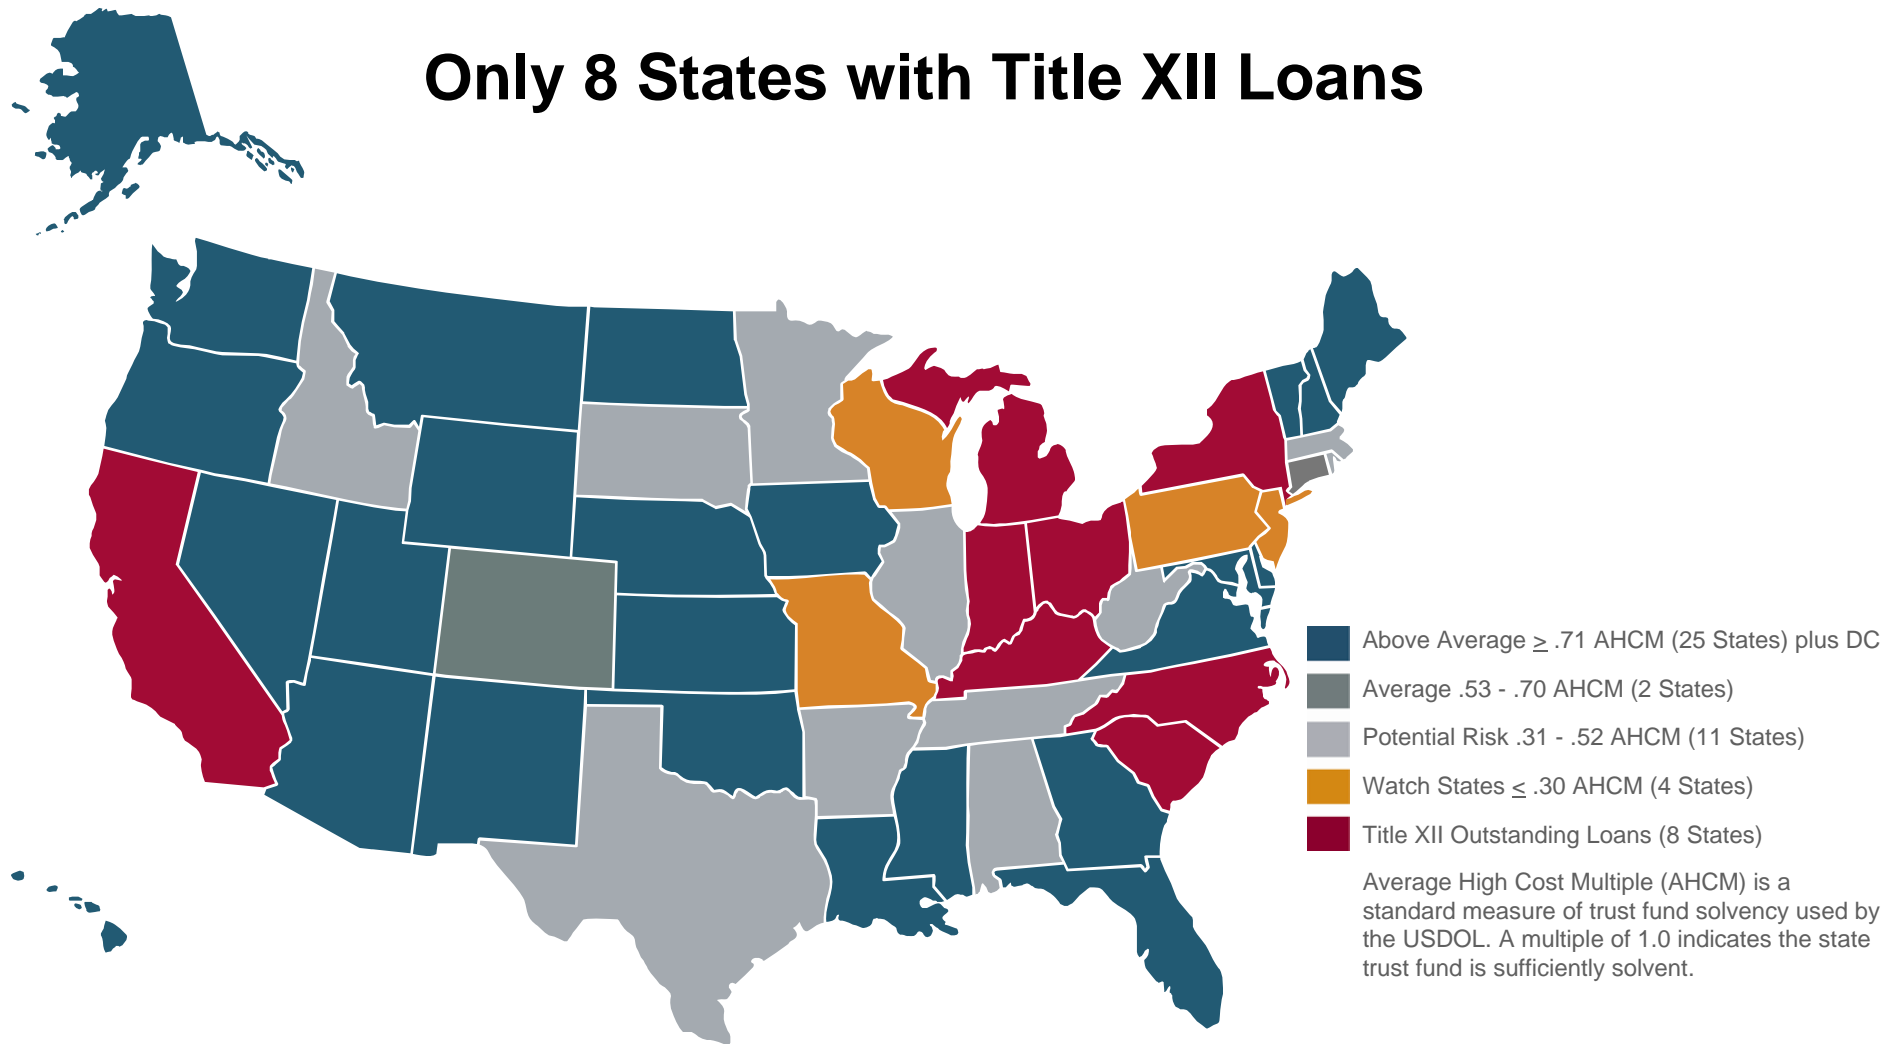 Only 8 States with Title XII Loans
Above Average ≥ .71 AHCM (25 States) plus DC
Average .53 - .70 AHCM (2 States)
Potential Risk .31 - .52 AHCM (11 States)
Watch States ≤ .30 AHCM (4 States)
Title XII Outstanding Loans (8 States)
Average High Cost Multiple (AHCM) is a
standard measure of trust fund solvency used by
the USDOL. A multiple of 1.0 indicates the state
trust fund is sufficiently solvent.